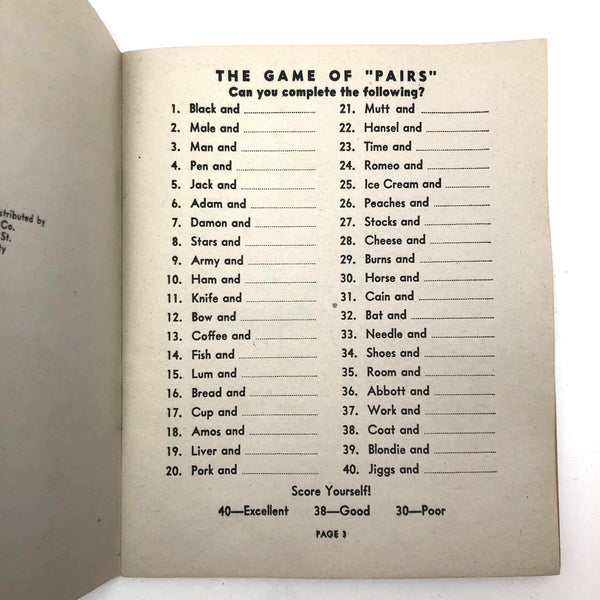 stributed by
Co.
St.
ty
THE GAME OF "PAIRS"
Can you complete the following?
1. Black and
2. Male and
3. Man and
4. Pen and
5. Jack and
6. Adam and
7. Damon and
8. Stars and
9. Army and
10. Ham and
11. Knife and
12. Bow and
13. Coffee and
14. Fish and
15. Lum and
16. Bread and
17. Cup and
18. Amos and
19. Liver and
20. Pork and
21. Mutt and
22. Hansel and
23. Time and
24. Romeo and
25. Ice Cream and
26. Peaches and
27. Stocks and
28. Cheese and
29. Burns and
30. Horse and
31. Cain and
32. Bat and
33. Needle and
34. Shoes and
35. Room and
36. Abbott and
37. Work and
38. Coat and
39. Blondie and
40. Jiggs and
Score Yourself!
40—Excellent 38—Good 30—Poor
PAGE 3